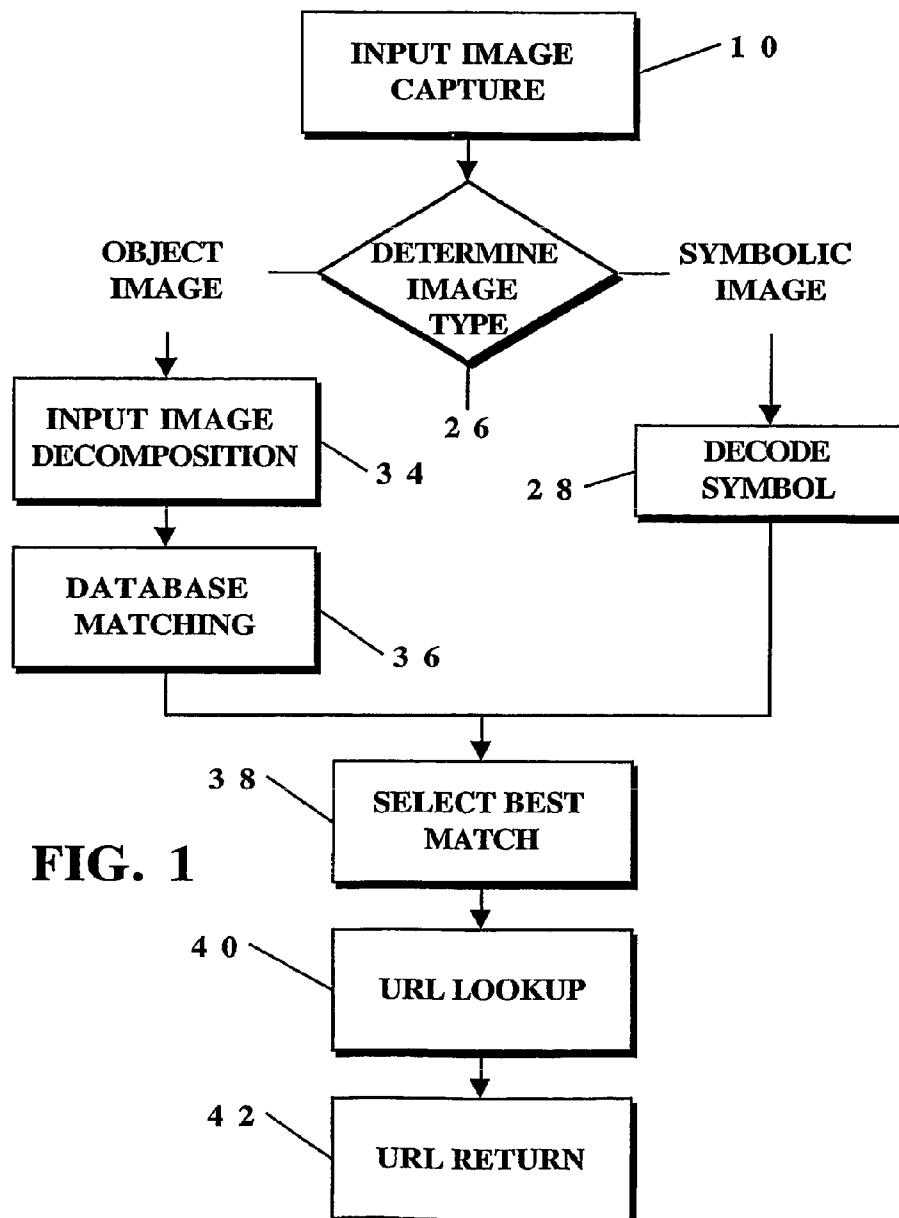 INPUT IMAGE
CAPTURE
10
OBJECT
IMAGE
DETERMINE
IMAGE
TYPE
SYMBOLIC
IMAGE
26
INPUT IMAGE
DECOMPOSITION
34
28
DECODE
SYMBOL
DATABASE
MATCHING
36
38
SELECT BEST
MATCH
FIG. 1
40
URL LOOKUP
42
URL RETURN